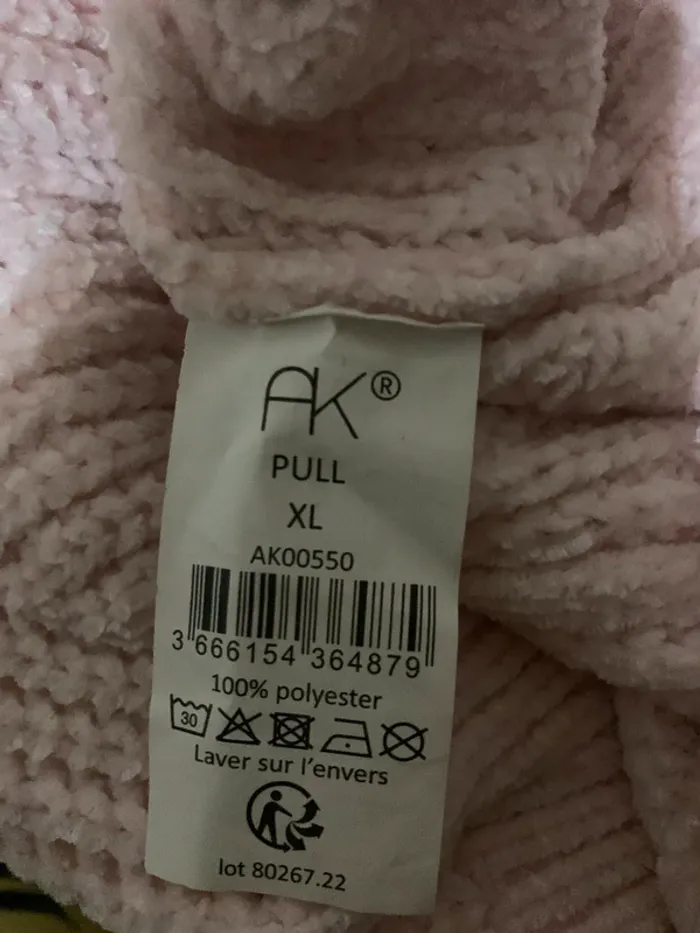 AK®
PULL
XL
AK00550
3 666154 364879
100% polyester
30
Laver sur l'envers
lot 80267.22